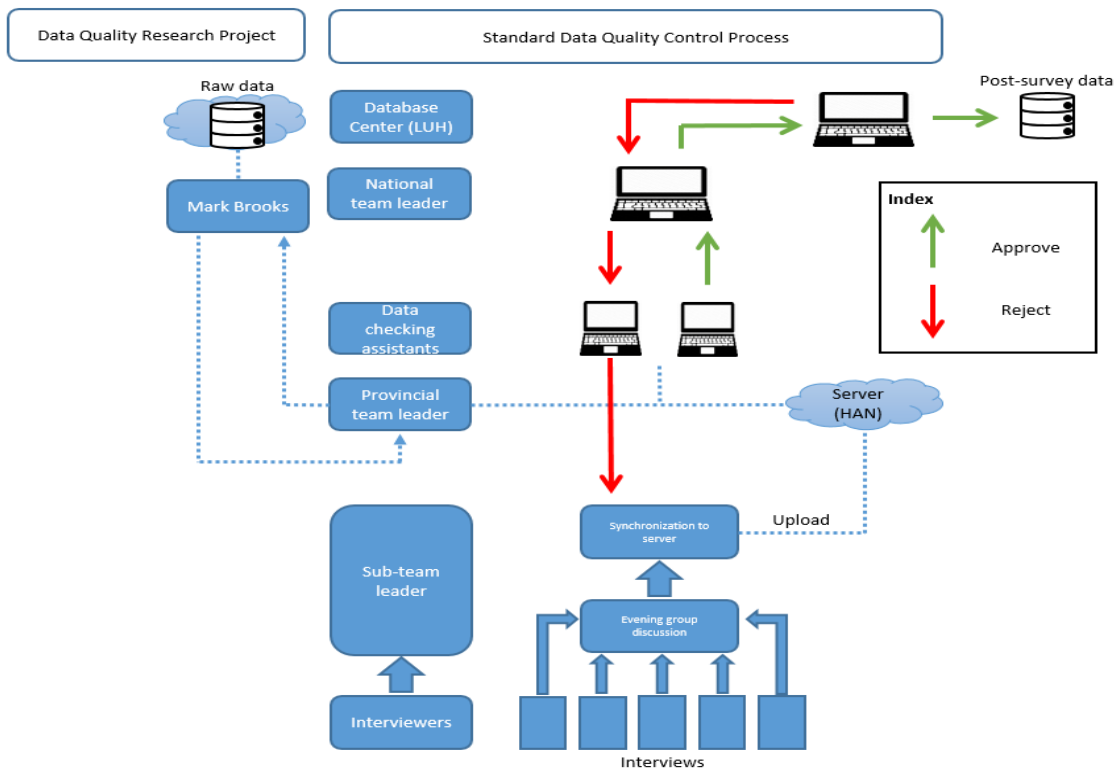 Data Quality Research Project
Standard Data Quality Control Process
Raw data
Database
Center (LUH)
Post-survey data
National
team leader
Mark Brooks
Index
Approve
Reject
Data
checking
assistants
Provincial
team leader
Server
(HAN)
Sub-team
leader
Synchronization to
server
Upload
Evening group
discussion
Interviewers
Interviews